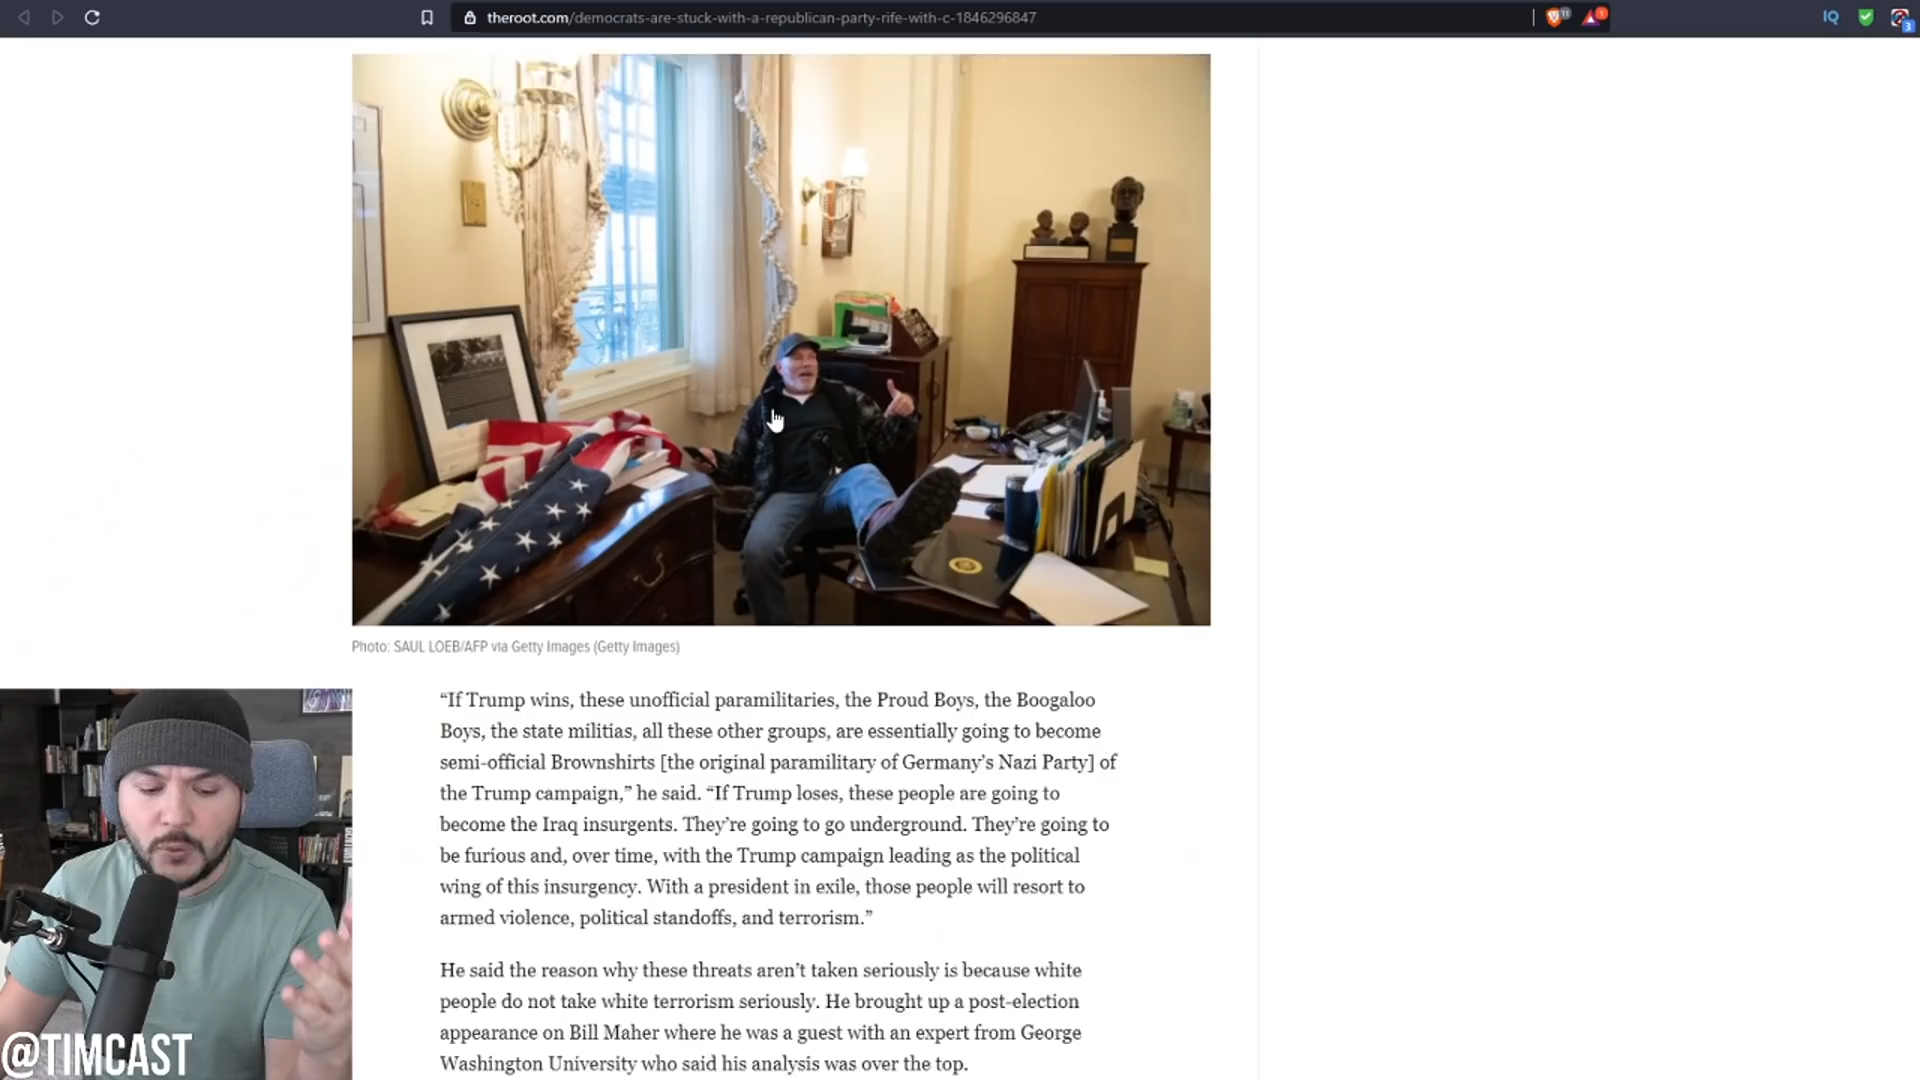 theroot.com/democrats-are-stuck-with-a-republican-party-rife-with-c-1846296847
11
1
IQ
3
Photo: SAUL LOEB/AFP via Getty Images (Getty Images)
“If Trump wins, these unofficial paramilitaries, the Proud Boys, the Boogaloo
Boys, the state militias, all these other groups, are essentially going to become
semi-official Brownshirts [the original paramilitary of Germany’s Nazi Party] of
the Trump campaign,” he said. “If Trump loses, these people are going to
become the Iraq insurgents. They’re going to go underground. They’re going to
be furious and, over time, with the Trump campaign leading as the political
wing of this insurgency. With a president in exile, those people will resort to
armed violence, political standoffs, and terrorism.”
He said the reason why these threats aren’t taken seriously is because white
people do not take white terrorism seriously. He brought up a post-election
appearance on Bill Maher where he was a guest with an expert from George
Washington University who said his analysis was over the top.
@TIMCAST